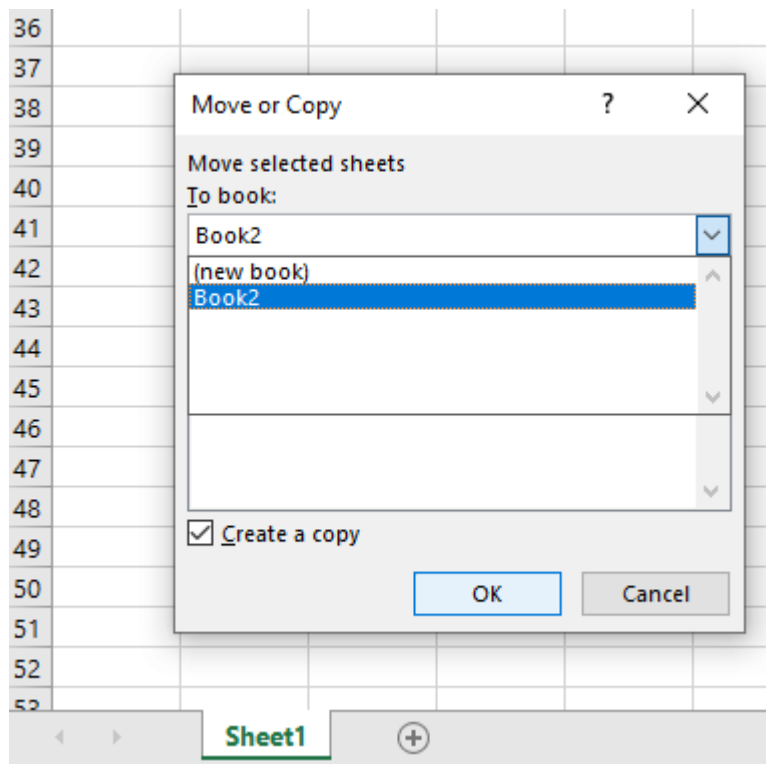 36
37
38
39
40
41
42
43
44
45
46
47
48
49
50
51
52
53
Move or Copy ? ×
Move selected sheets
To book:
Book2
(new book)
Book2
Create a copy
OK Cancel
Sheet1